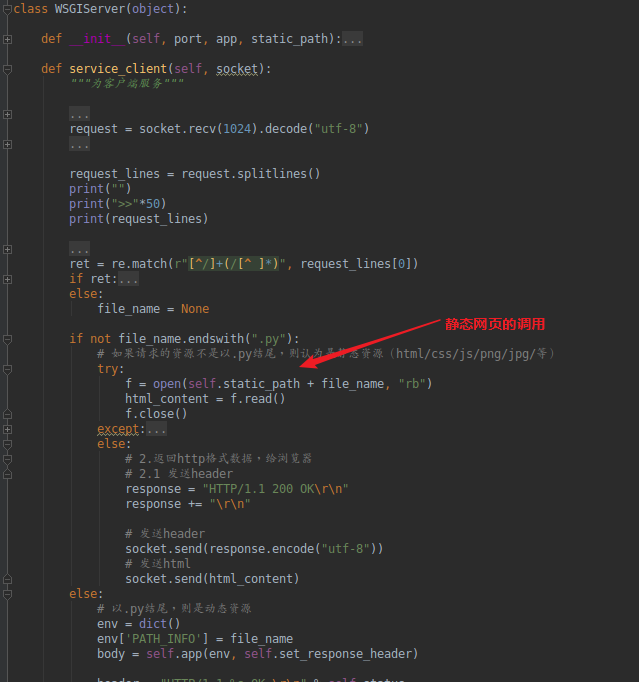 class WSGIServer(object):
def __init__(self, port, app, static_path):...
def service_client(self, socket):
"""为客户端服务"""
...
request = socket.recv(1024).decode("utf-8")
...
request_lines = request.splitlines()
print("")
print(">>"*50)
print(request_lines)
...
ret = re.match(r"[^/]+(/[^ ]*)", request_lines[0])
if ret:...
else:
file_name = None
静态网页的调用
if not file_name.endswith(".py"):
# 如果请求的资源不是以.py结尾，则认为是静态资源（html/css/js/png/jpg/等）
try:
f = open(self.static_path + file_name, "rb")
html_content = f.read()
f.close()
except:...
else:
# 2.返回http格式数据，给浏览器
# 2.1 发送header
response = "HTTP/1.1 200 OK\r\n"
response += "\r\n"
# 发送header
socket.send(response.encode("utf-8"))
# 发送html
socket.send(html_content)
else:
# 以.py结尾，则是动态资源
env = dict()
env['PATH_INFO'] = file_name
body = self.app(env, self.set_response_header)